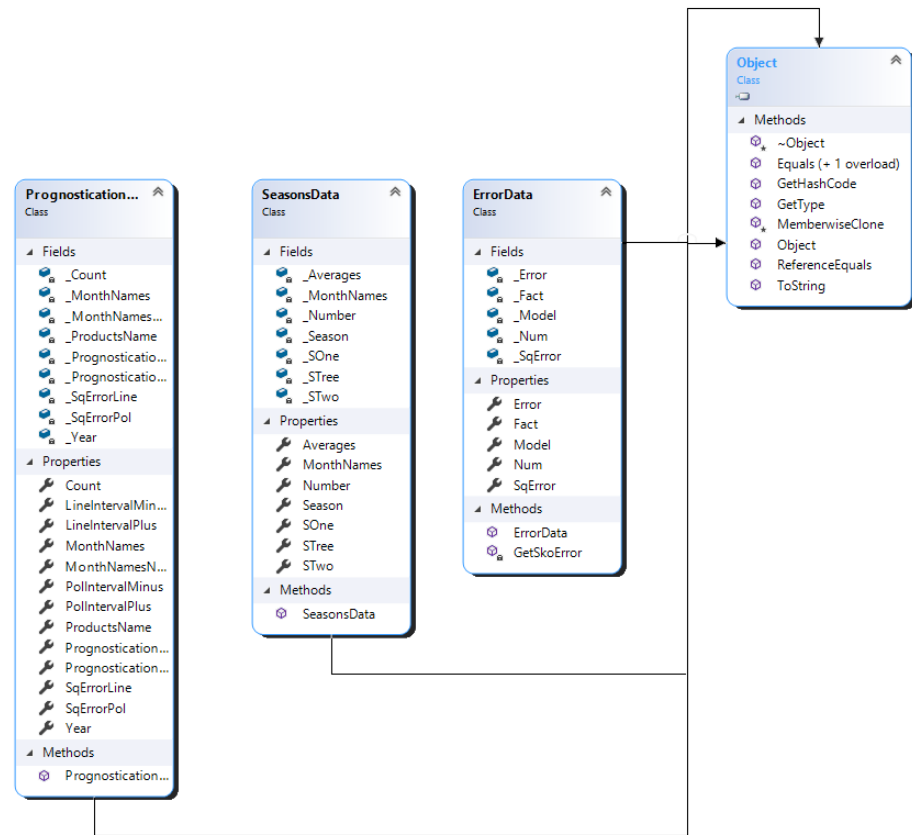 Object
Class
Methods
~Object
Equals (+ 1 overload)
GetHashCode
GetType
MemberwiseClone
Object
ReferenceEquals
ToString
Prognostication...
Class
Fields
_Count
_MonthNames
_MonthNames...
_ProductsName
_Prognosticatio...
_Prognosticatio...
_SqErrorLine
_SqErrorPol
_Year
Properties
Count
LineIntervalMin...
LineIntervalPlus
MonthNames
MonthNamesN...
PolIntervalMinus
PolIntervalPlus
ProductsName
Prognostication...
Prognostication...
SqErrorLine
SqErrorPol
Year
Methods
Prognostication...
SeasonsData
Class
Fields
_Averages
_MonthNames
_Number
_Season
_SOne
_STree
_STwo
Properties
Averages
MonthNames
Number
Season
SOne
STree
STwo
Methods
SeasonsData
ErrorData
Class
Fields
_Error
_Fact
_Model
_Num
_SqError
Properties
Error
Fact
Model
Num
SqError
Methods
ErrorData
GetSkoError